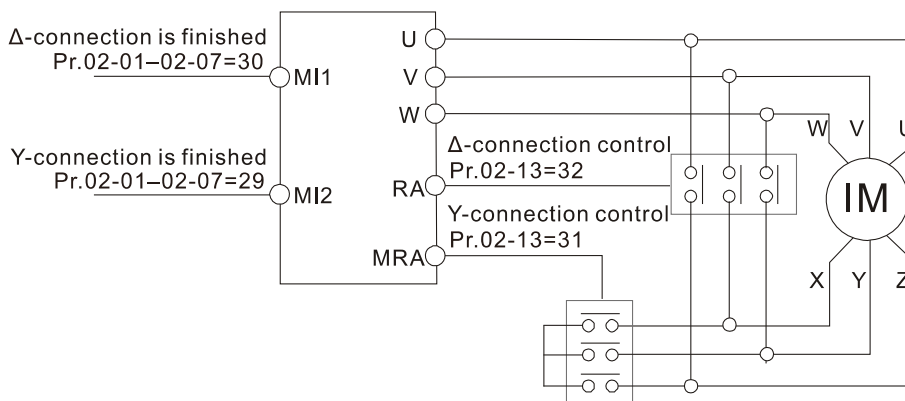 Δ-connection is finished
Pr.02-01–02-07=30
MI1
Y-connection is finished
Pr.02-01–02-07=29
MI2
U
V
W
RA
MRA
Δ-connection control
Pr.02-13=32
Y-connection control
Pr.02-13=31
W
V
U
IM
X
Y
Z